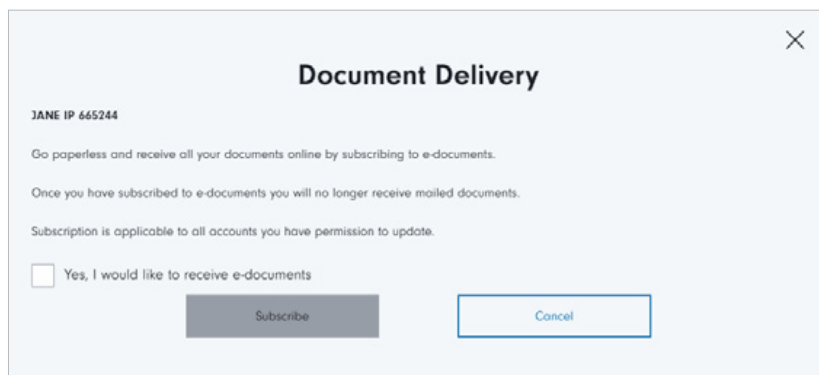 Document Delivery
JANE IP 665244
Go paperless and receive all your documents online by subscribing to e-documents.
Once you have subscribed to e-documents you will no longer receive mailed documents.
Subscription is applicable to all accounts you have permission to update.
Yes, I would like to receive e-documents
Subscribe
Cancel